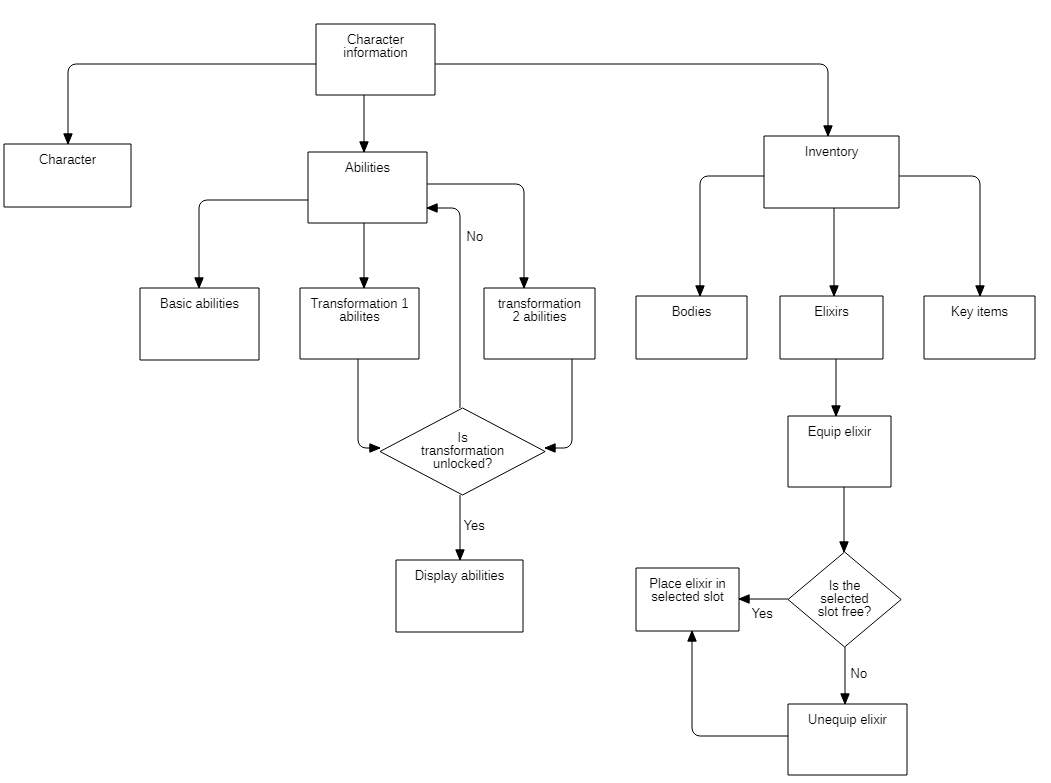 Character
information
Character
Abilities
Inventory
No
Basic abilities
Transformation 1
abilites
transformation
2 abilities
Bodies
Elixirs
Key items
Is
transformation
unlocked?
Equip elixir
Yes
Display abilities
Place elixir in
selected slot
Is the
selected
slot free?
Yes
No
Unequip elixir